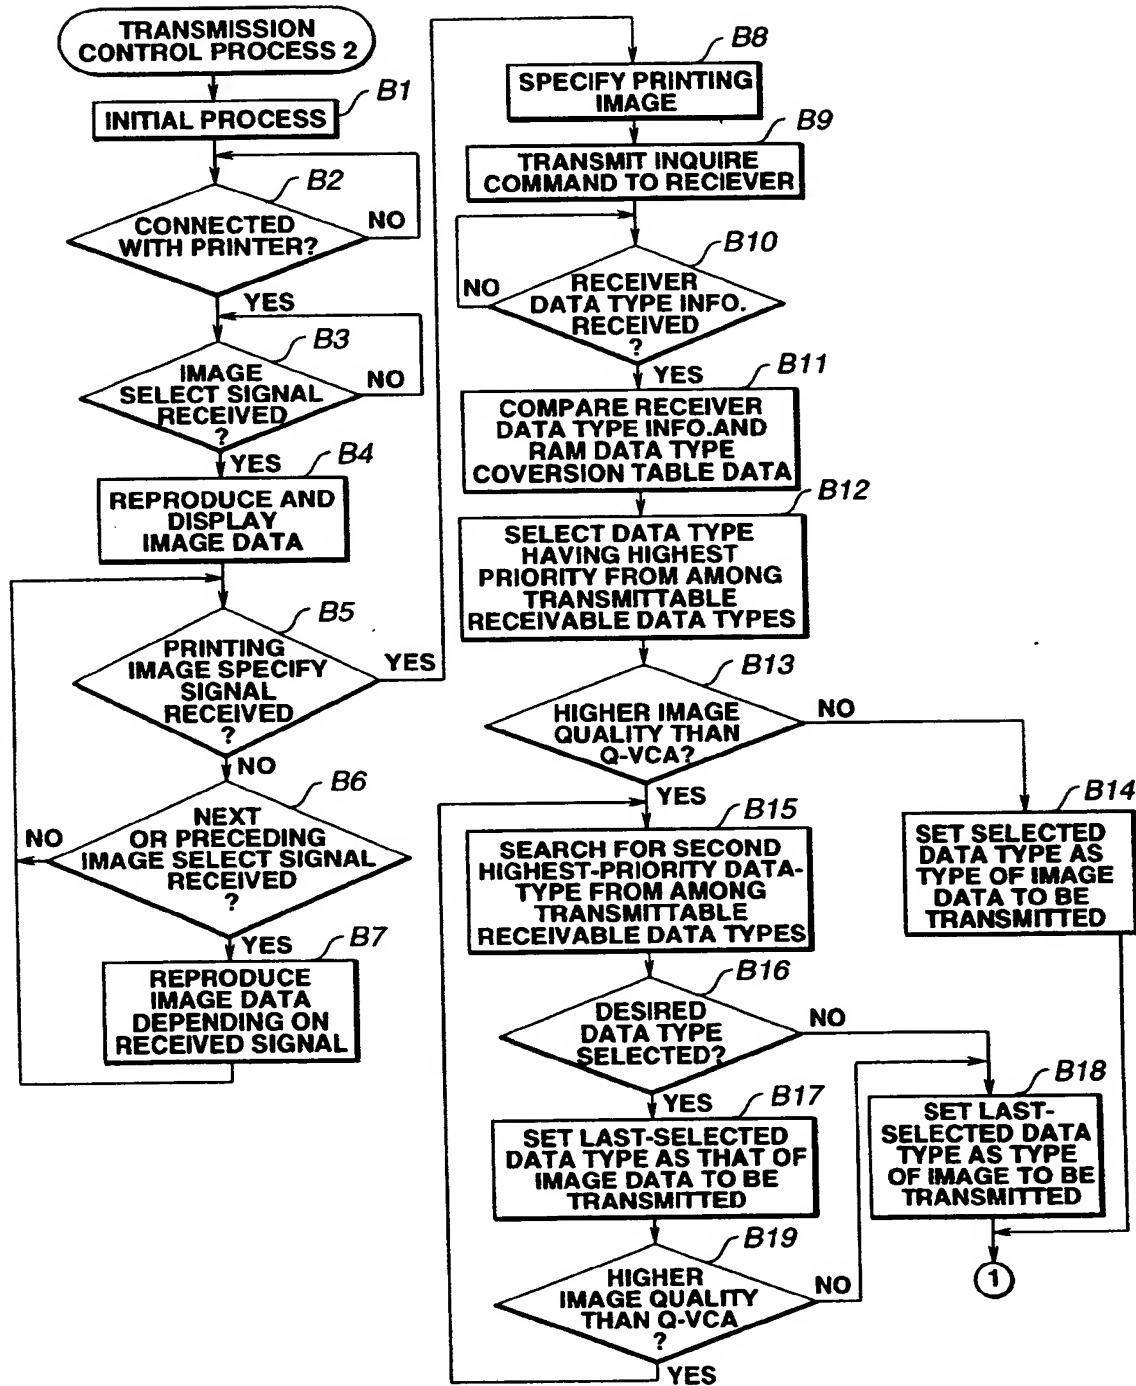 TRANSMISSION
CONTROL PROCESS 2
B1
INITIAL PROCESS
B2
CONNECTED
WITH PRINTER?
NO
YES
B3
IMAGE
SELECT SIGNAL
RECEIVED
?
NO
YES
B4
REPRODUCE AND
DISPLAY
IMAGE DATA
B5
PRINTING
IMAGE SPECIFY
SIGNAL
RECEIVED
?
YES
NO
B6
NEXT
OR PRECEDING
IMAGE SELECT SIGNAL
RECEIVED
?
NO
YES
B7
REPRODUCE
IMAGE DATA
DEPENDING ON
RECEIVED SIGNAL
B8
SPECIFY PRINTING
IMAGE
B9
TRANSMIT INQUIRE
COMMAND TO RECIEVER
B10
RECEIVER
DATA TYPE INFO.
RECEIVED
?
NO
YES
B11
COMPARE RECEIVER
DATA TYPE INFO.AND
RAM DATA TYPE
COVERSION TABLE DATA
B12
SELECT DATA TYPE
HAVING HIGHEST
PRIORITY FROM AMONG
TRANSMITTABLE
RECEIVABLE DATA TYPES
B13
HIGHER IMAGE
QUALITY THAN
Q-VCA?
NO
YES
B14
SET SELECTED
DATA TYPE AS
TYPE OF IMAGE
DATA TO BE
TRANSMITTED
B15
SEARCH FOR SECOND
HIGHEST-PRIORITY DATA-
TYPE FROM AMONG
TRANSMITTABLE
RECEIVABLE DATA TYPES
B16
DESIRED
DATA TYPE
SELECTED?
NO
YES
B17
SET LAST-SELECTED
DATA TYPE AS THAT OF
IMAGE DATA TO BE
TRANSMITTED
B18
SET LAST-
SELECTED DATA
TYPE AS TYPE
OF IMAGE TO BE
TRANSMITTED
B19
HIGHER
IMAGE QUALITY
THAN Q-VCA
?
NO
YES
1